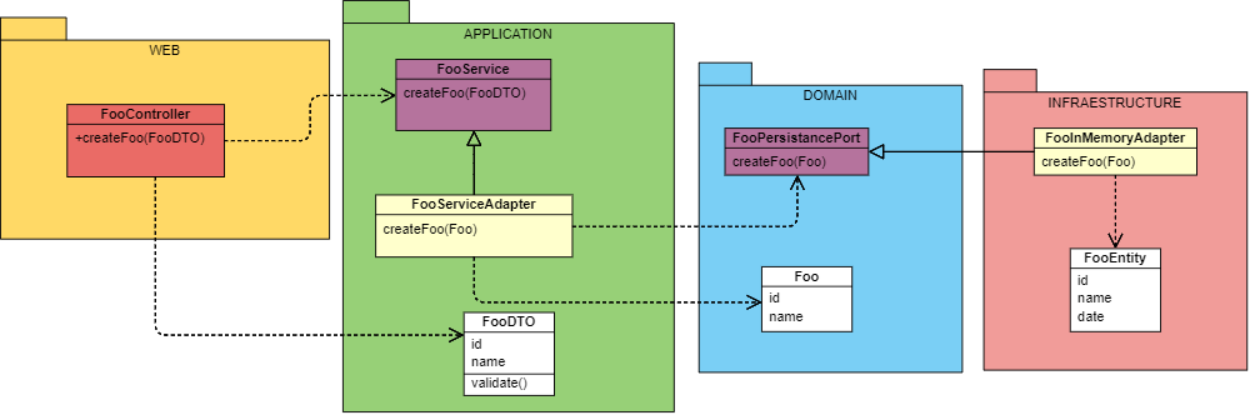 WEB
FooController
+createFoo(FooDTO)
APPLICATION
FooService
createFoo(FooDTO)
FooServiceAdapter
createFoo(Foo)
FooDTO
id
name
validate()
DOMAIN
FooPersistancePort
createFoo(Foo)
Foo
id
name
INFRAESTRUCTURE
FooInMemoryAdapter
createFoo(Foo)
FooEntity
id
name
date